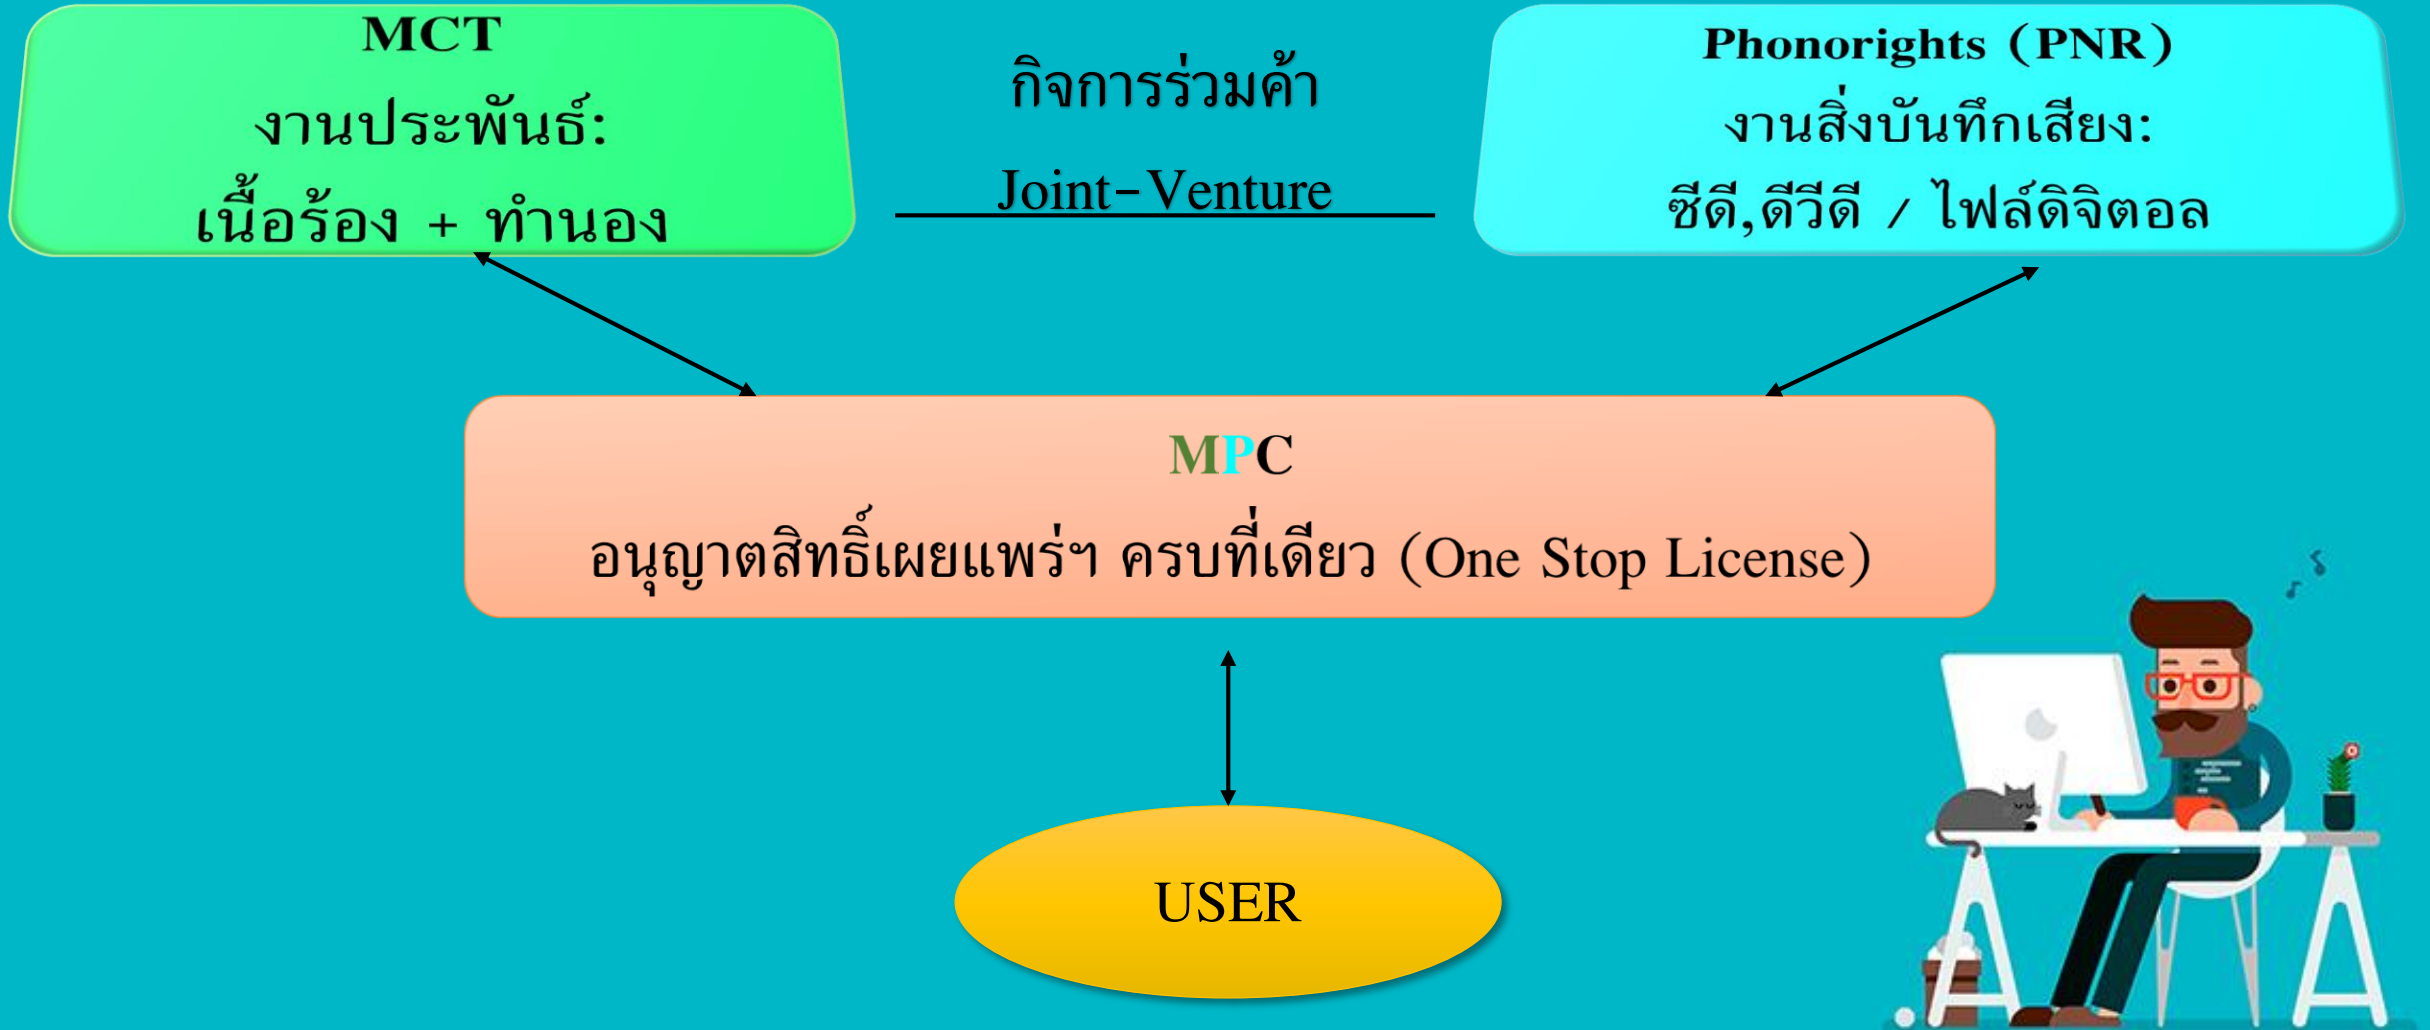 MCT
งานประพันธ์:
เนื้อร้อง + ทำนอง
กิจการร่วมค้า
Joint-Venture
Phonorights (PNR)
งานสิ่งบันทึกเสียง:
ซีดี,ดีวีดี / ไฟล์ดิจิตอล
MPC
อนุญาตสิทธิ์เผยแพร่ฯ ครบที่เดียว (One Stop License)
USER